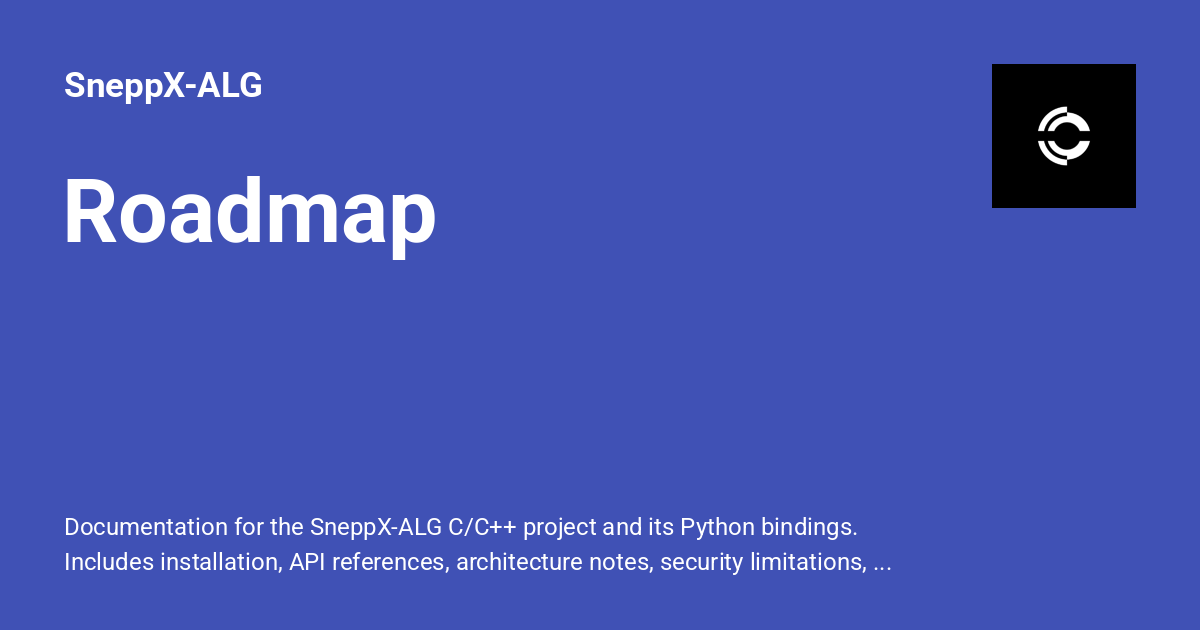 SneppX-ALG
Roadmap
Documentation for the SneppX-ALG C/C++ project and its Python bindings.
Includes installation, API references, architecture notes, security limitations, ...